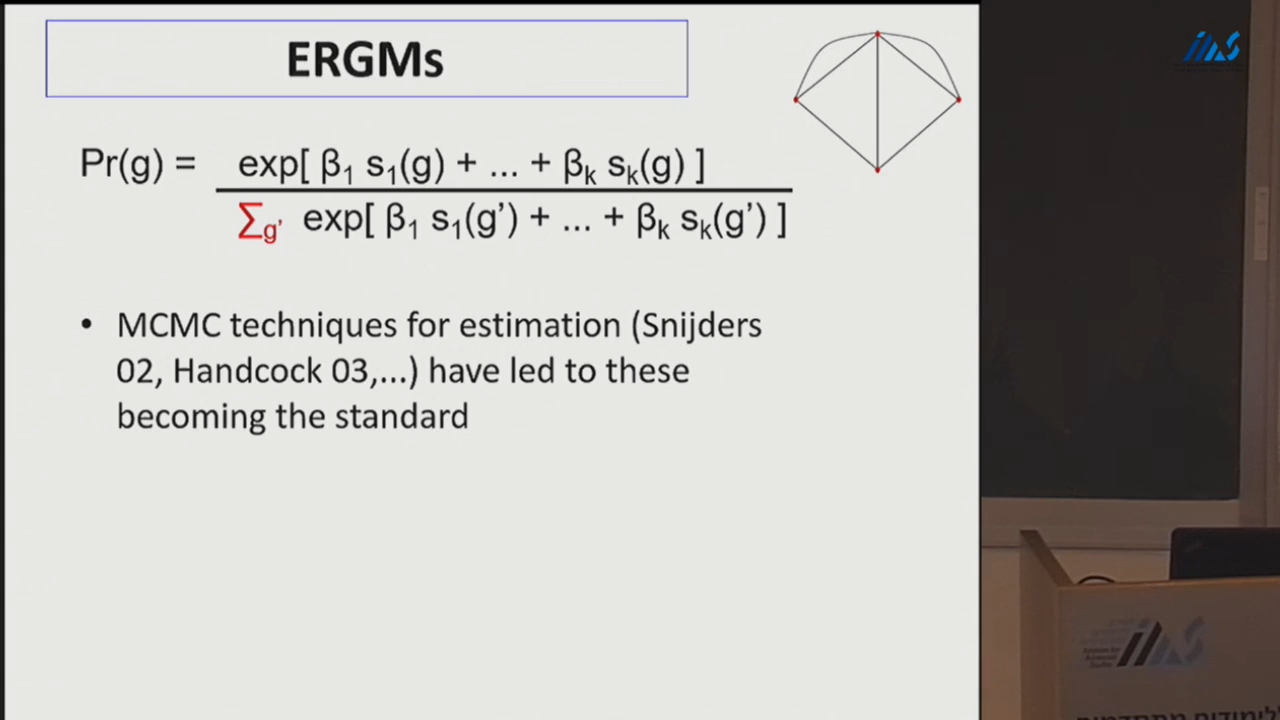 ERGMs
Pr(g) = exp[ β₁ s₁(g) + ... + βₖ sₖ(g) ]
∑g' exp[ β₁ s₁(g') + ... + βₖ sₖ(g') ]
• MCMC techniques for estimation (Snijders
02, Handcock 03,...) have led to these
becoming the standard
IIAS
IIAS